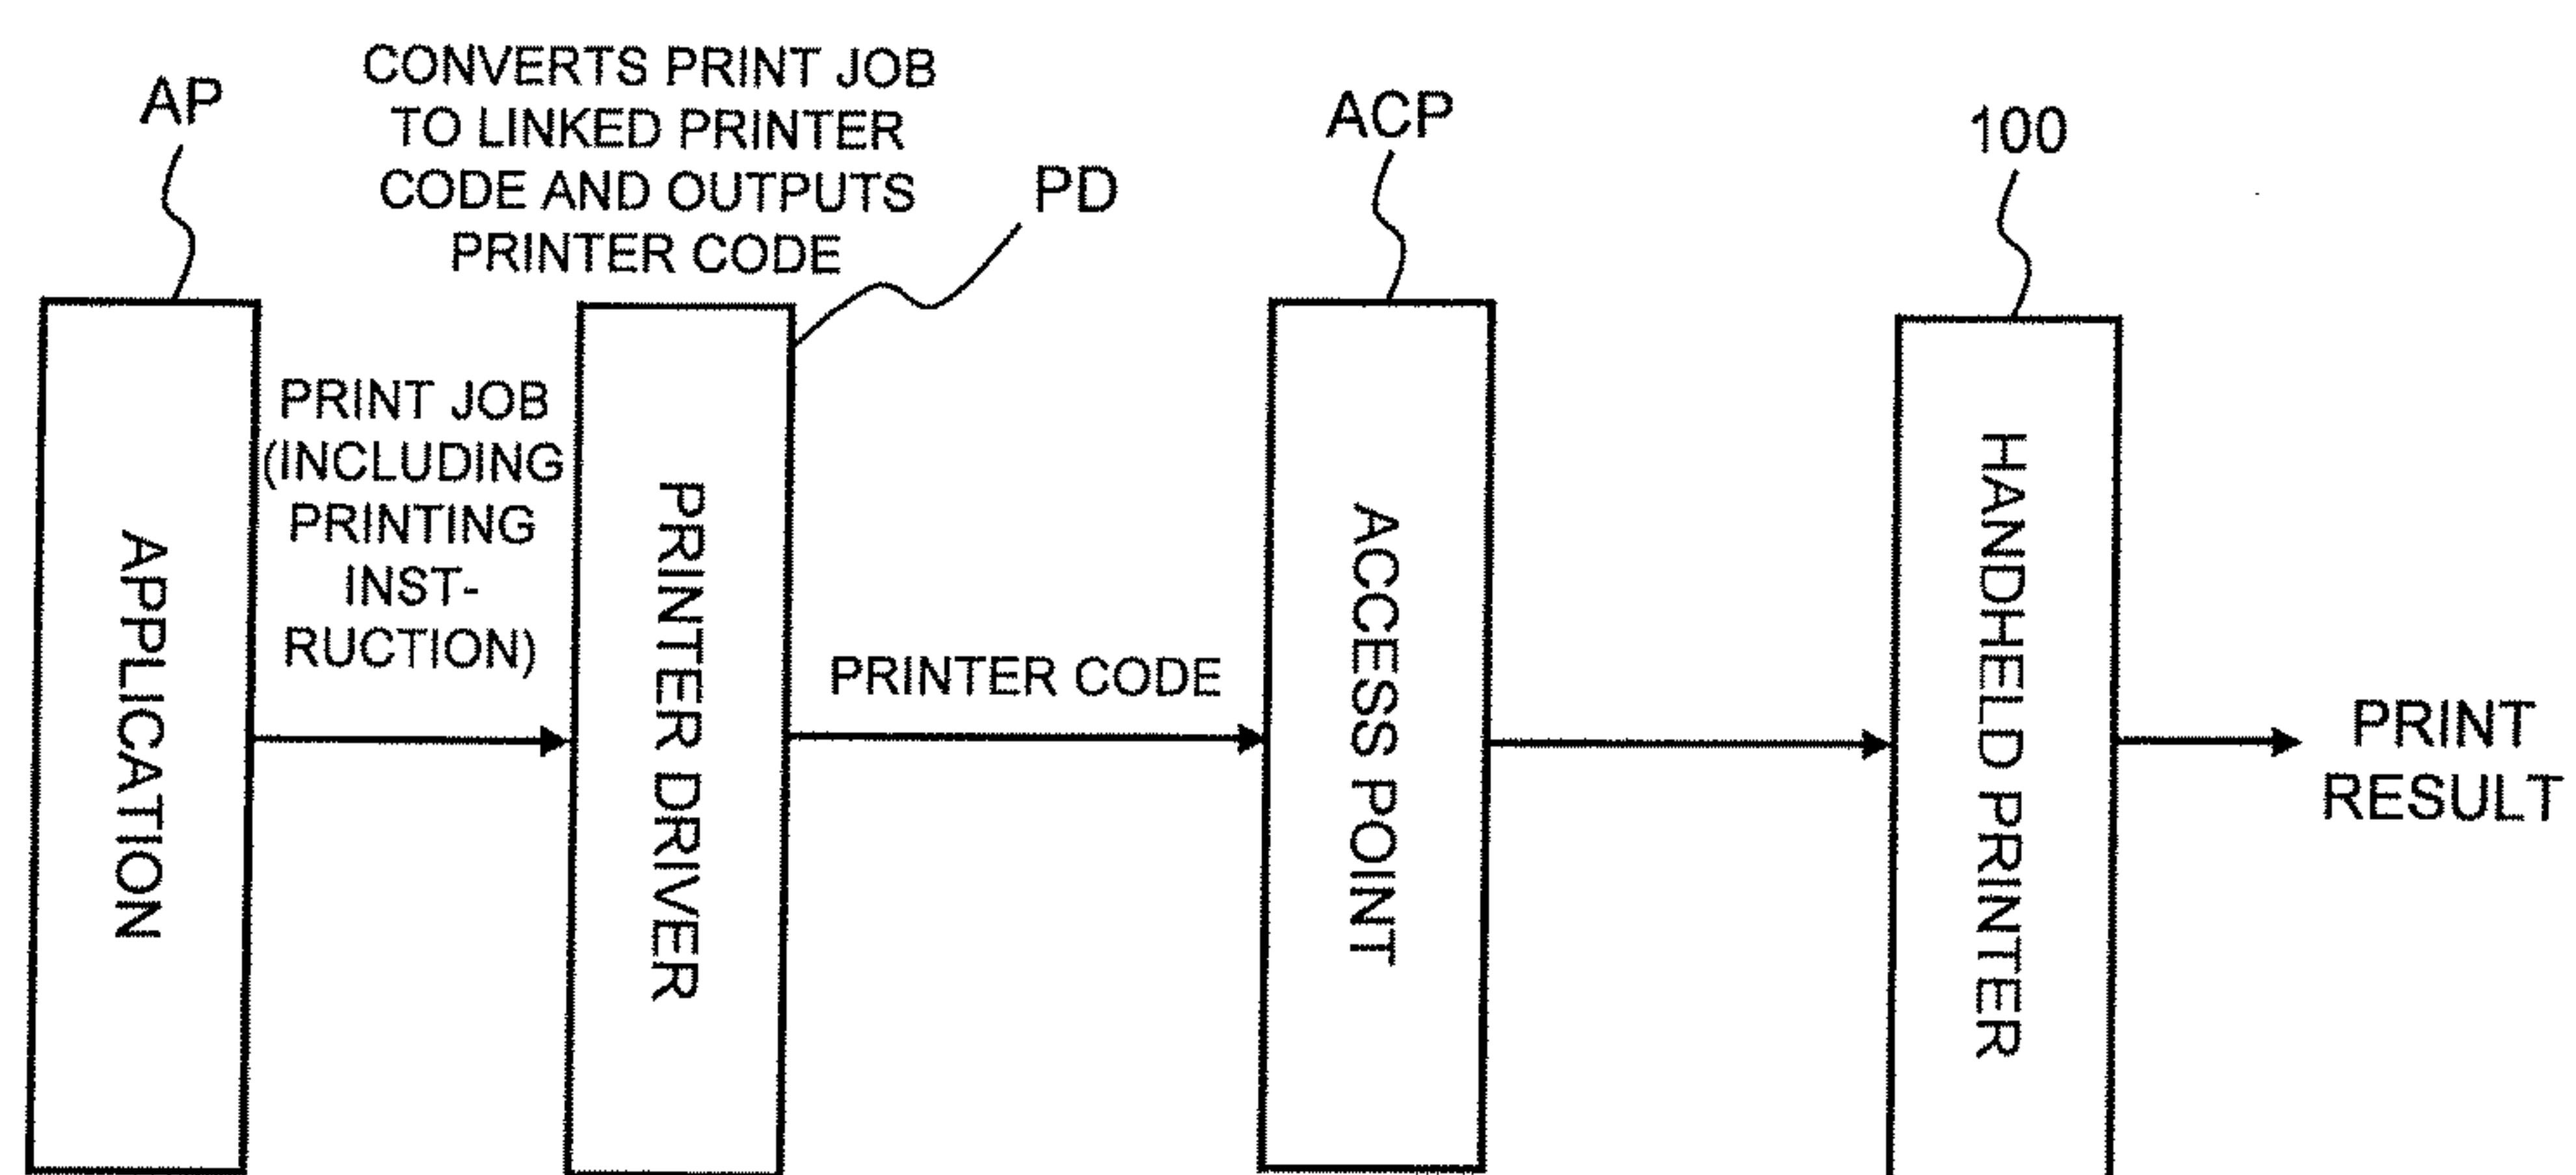 AP
CONVERTS PRINT JOB
TO LINKED PRINTER
CODE AND OUTPUTS
PRINTER CODE
PD
ACP
100
APPLICATION
PRINT JOB
(INCLUDING
PRINTING
INST-
RUCTION)
PRINTER DRIVER
PRINTER CODE
ACCESS POINT
HANDHELD PRINTER
PRINT
RESULT